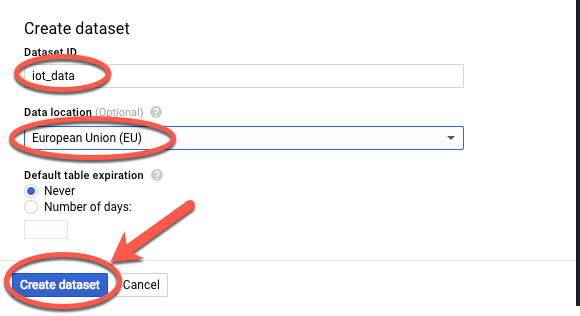 Create dataset
Dataset ID
iot_data
Data location (Optional) ?
European Union (EU)
Default table expiration ?
Never
Number of days:
Create dataset Cancel